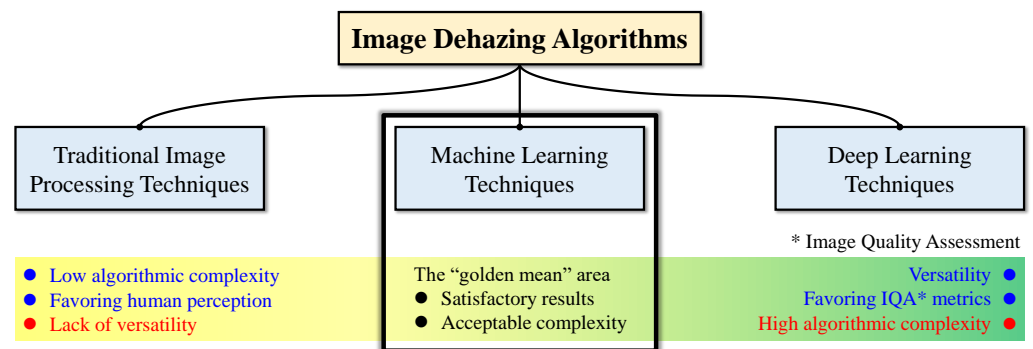 Image Dehazing Algorithms
Traditional Image
Processing Techniques
Machine Learning
Techniques
Deep Learning
Techniques
* Image Quality Assessment
Low algorithmic complexity
Favoring human perception
Lack of versatility
The “golden mean” area
Satisfactory results
Acceptable complexity
Versatility
Favoring IQA* metrics
High algorithmic complexity